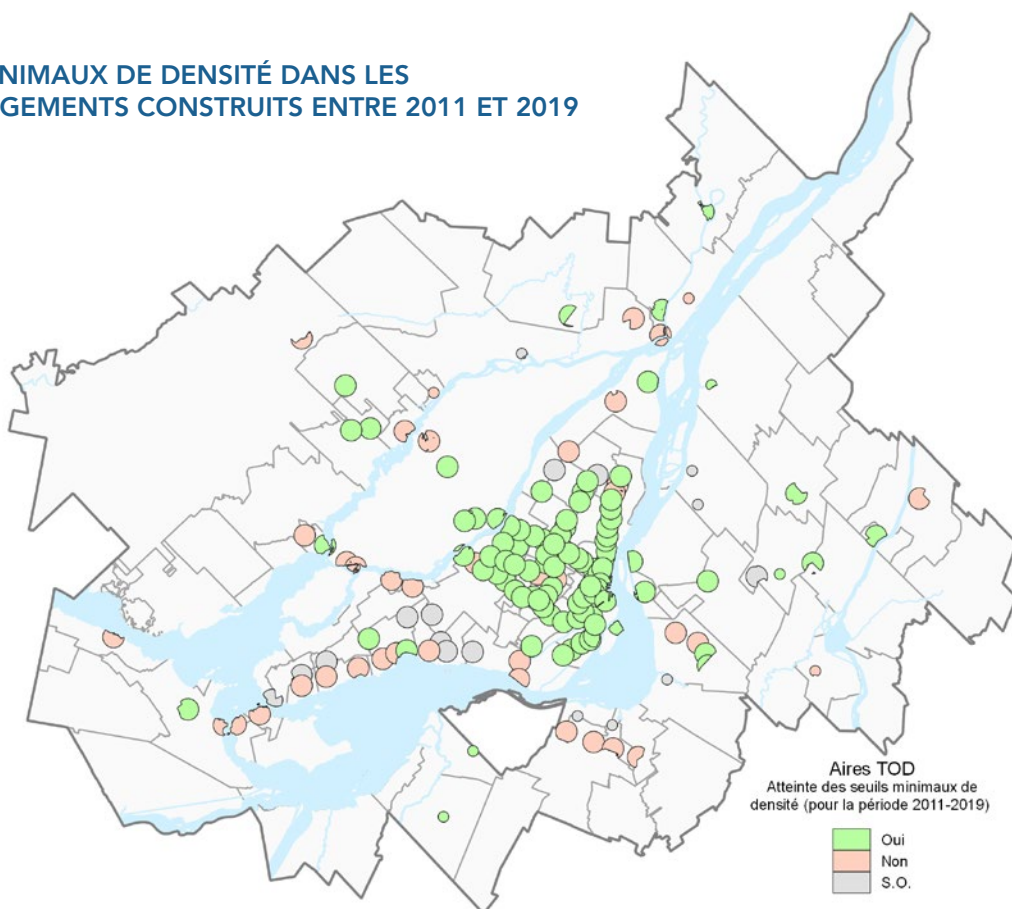 NIMAUX DE DENSITÉ DANS LES
GEMENTS CONSTRUITS ENTRE 2011 ET 2019
Aires TOD
Atteinte des seuils minimaux de
densité (pour la période 2011-2019)
Oui
Non
S.O.